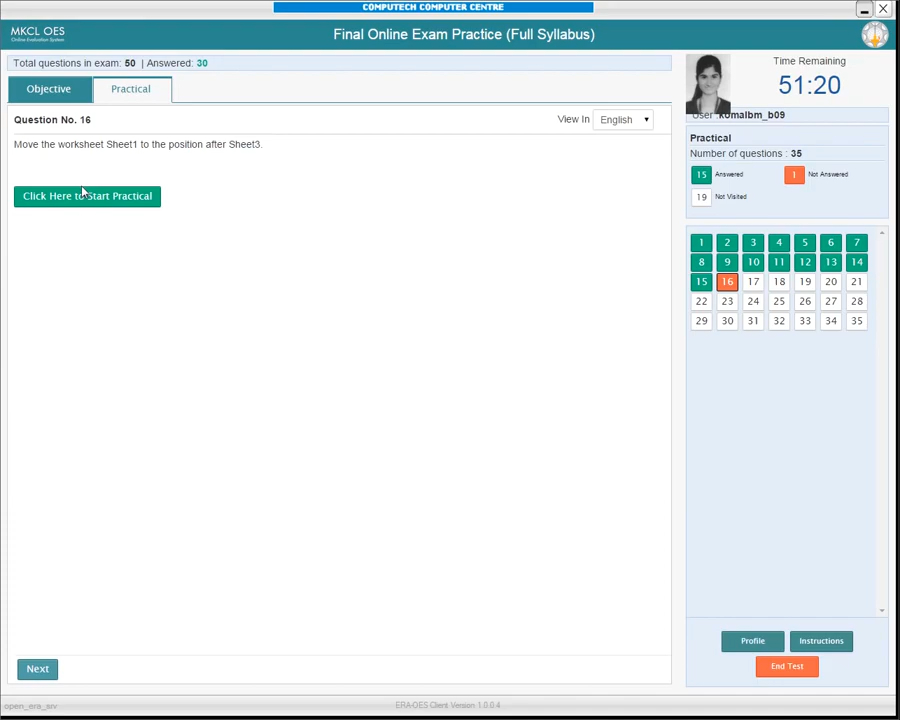 COMPUTECH COMPUTER CENTRE
MKCL OES
Online Evaluation System
Final Online Exam Practice (Full Syllabus)
Total questions in exam: 50 | Answered: 30
Time Remaining
51:20
User :komalbm_b09
Objective
Practical
Question No. 16
View In English
Move the worksheet Sheet1 to the position after Sheet3.
Click Here to Start Practical
Practical
Number of questions : 35
15 Answered 1 Not Answered
19 Not Visited
1 2 3 4 5 6 7
8 9 10 11 12 13 14
15 16 17 18 19 20 21
22 23 24 25 26 27 28
29 30 31 32 33 34 35
Profile Instructions
End Test
Next
open_era_srv
ERA-OES Client Version 1.0.0.4